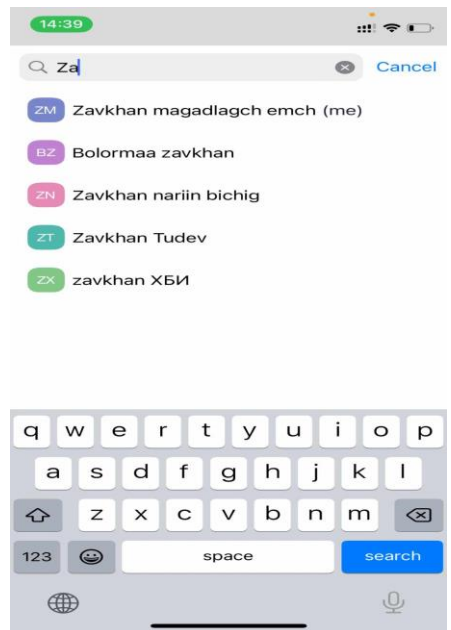 14:39
Za Cancel
ZM Zavkhan magadlagch emch (me)
BZ Bolormaa zavkhan
ZN Zavkhan nariin bichig
ZT Zavkhan Tudev
ZX zavkhan ХБИ
q w e r t y u i o p
a s d f g h j k l
z x c v b n m
123 space search